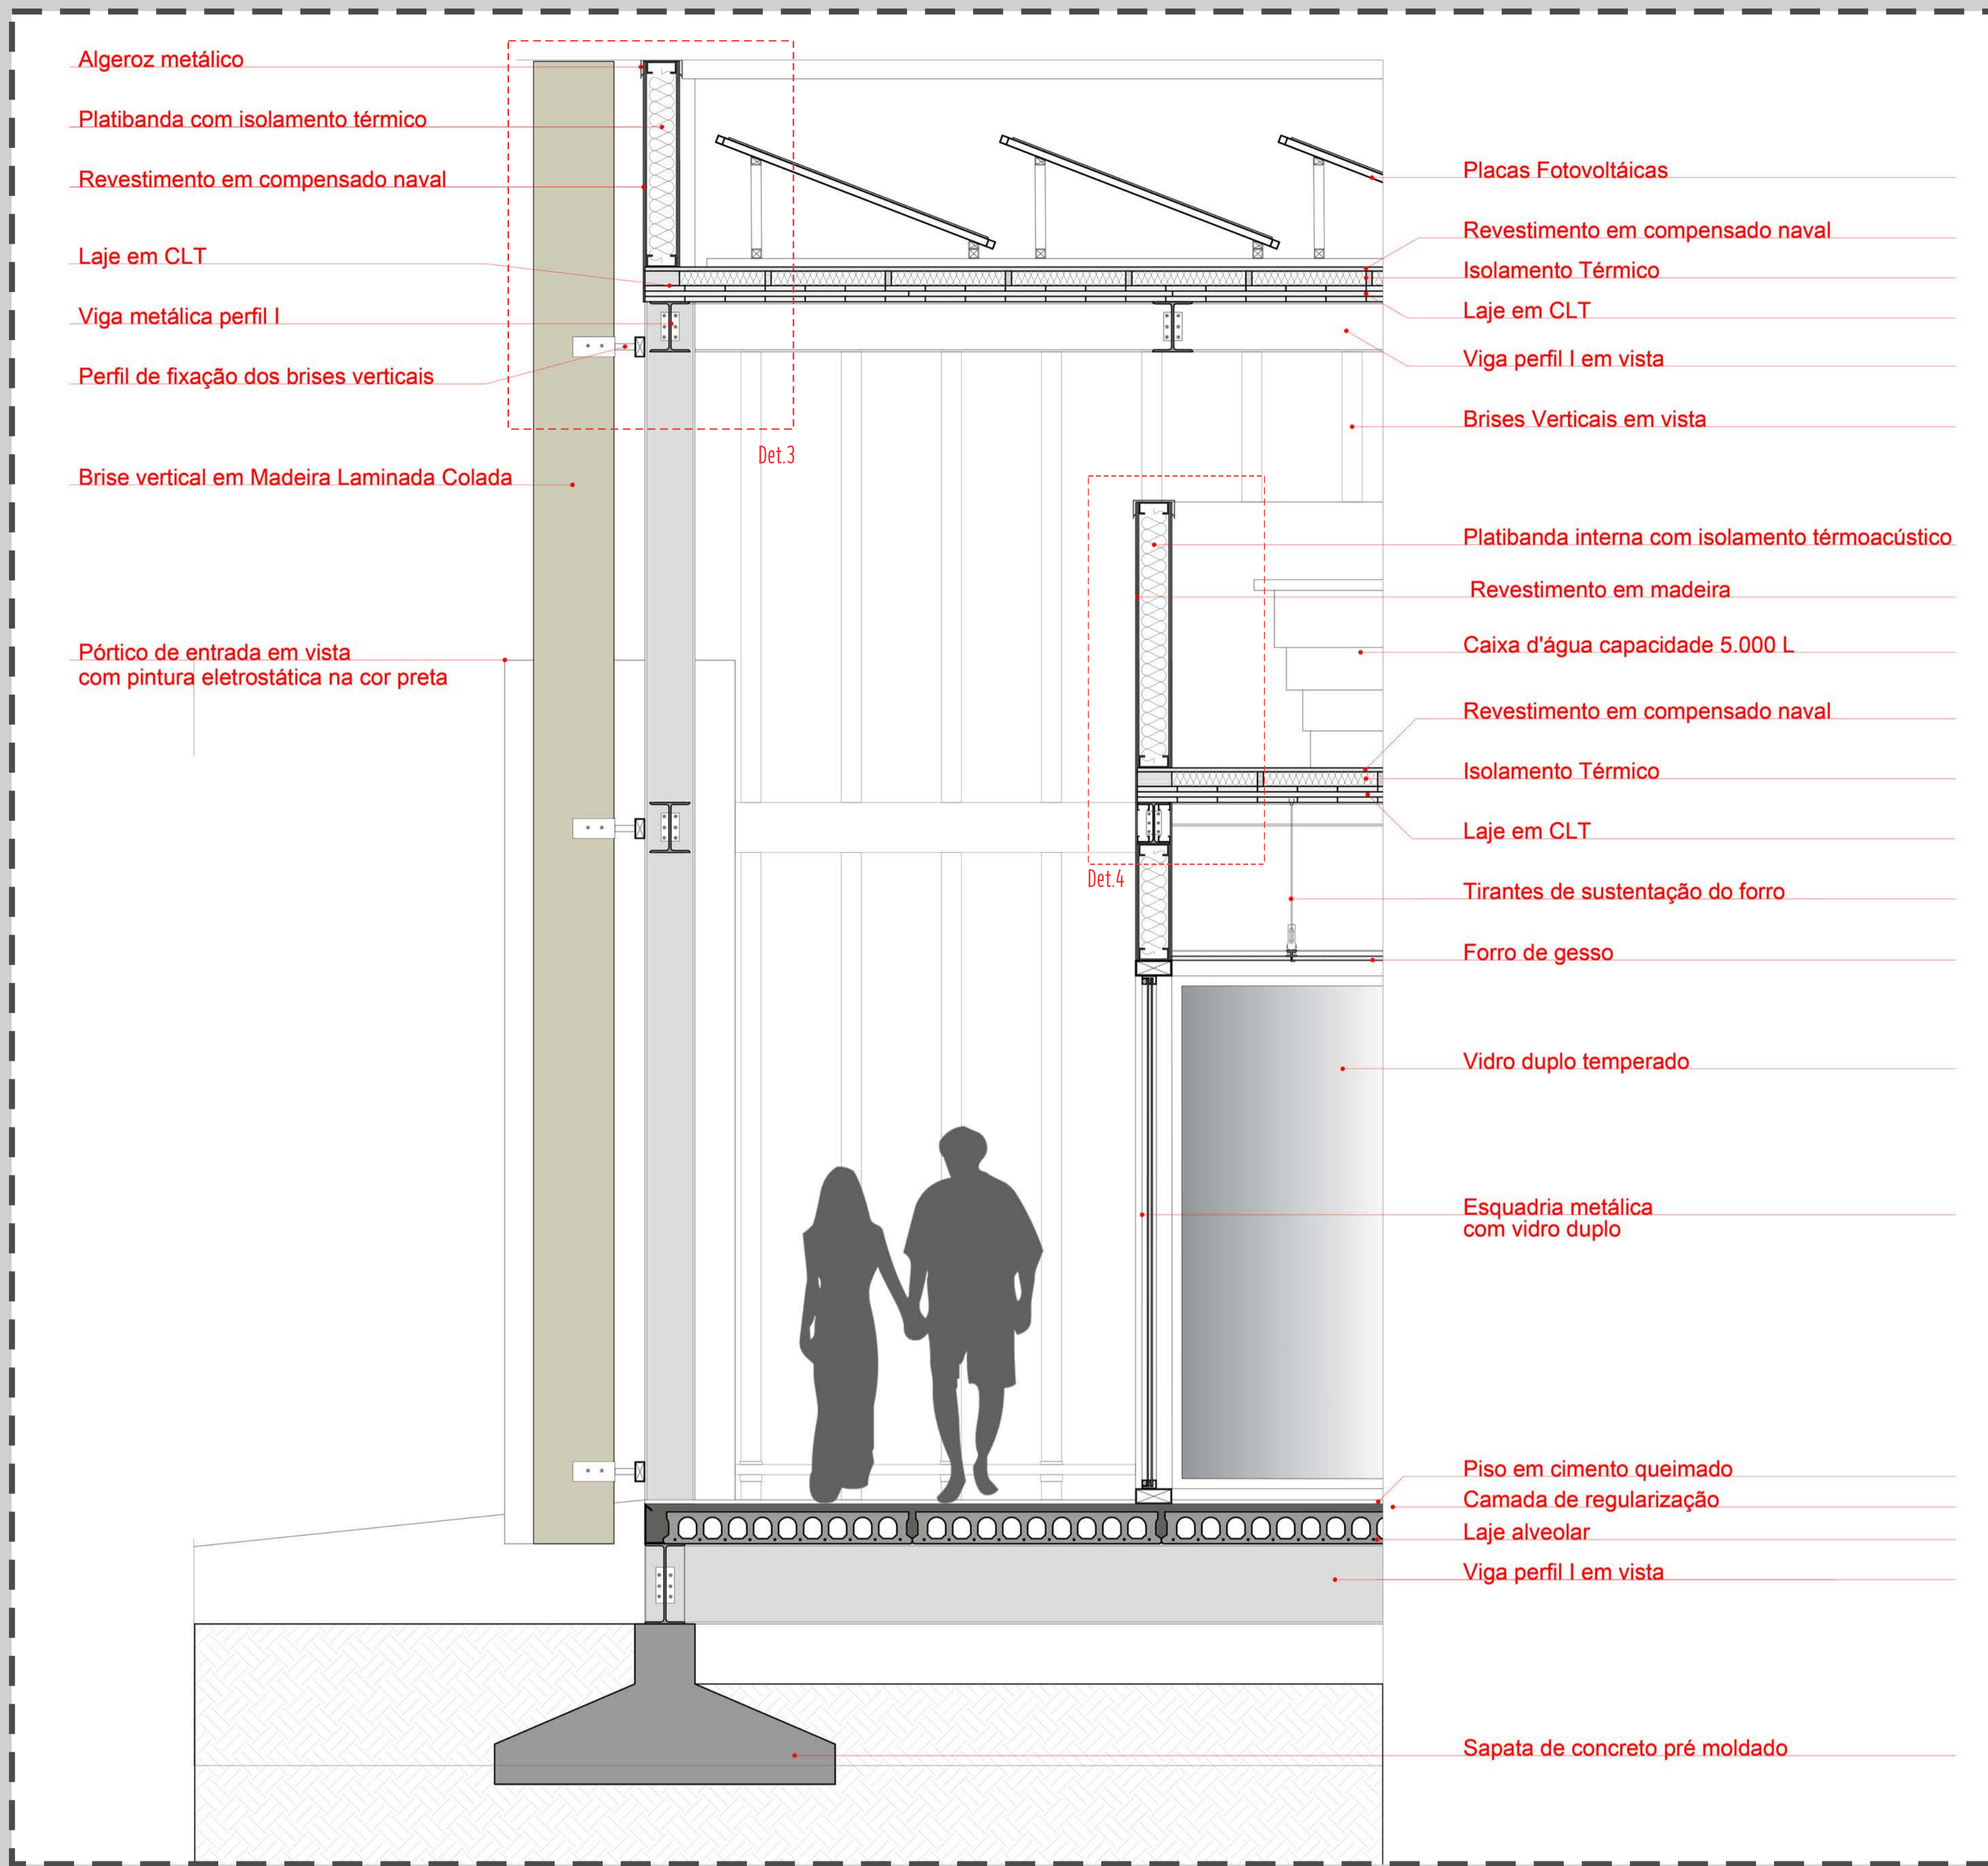 Algeroz metálico
Platibanda com isolamento térmico
Revestimento em compensado naval
Laje em CLT
Viga metálica perfil I
Perfil de fixação dos brises verticais
Det.3
Brise vertical em Madeira Laminada Colada
Pórtico de entrada em vista
com pintura eletrostática na cor preta
Det.4
Placas Fotovoltáicas
Revestimento em compensado naval
Isolamento Térmico
Laje em CLT
Viga perfil I em vista
Brises Verticais em vista
Platibanda interna com isolamento térmoacústico
Revestimento em madeira
Caixa d'água capacidade 5.000 L
Revestimento em compensado naval
Isolamento Térmico
Laje em CLT
Tirantes de sustentação do forro
Forro de gesso
Vidro duplo temperado
Esquadria metálica
com vidro duplo
Piso em cimento queimado
Camada de regularização
Laje alveolar
Viga perfil I em vista
Sapata de concreto pré moldado